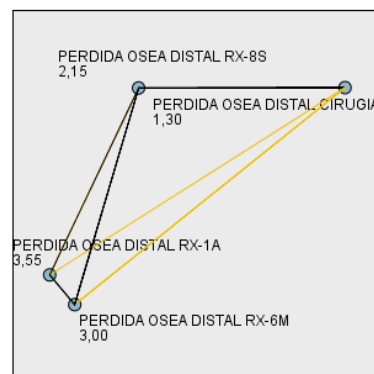 PERDIDA OSEA DISTAL RX-8S
2,15
PERDIDA OSEA DISTAL CIRUGIA
1,30
PERDIDA OSEA DISTAL RX-1A
3,55
PERDIDA OSEA DISTAL RX-6M
3,00